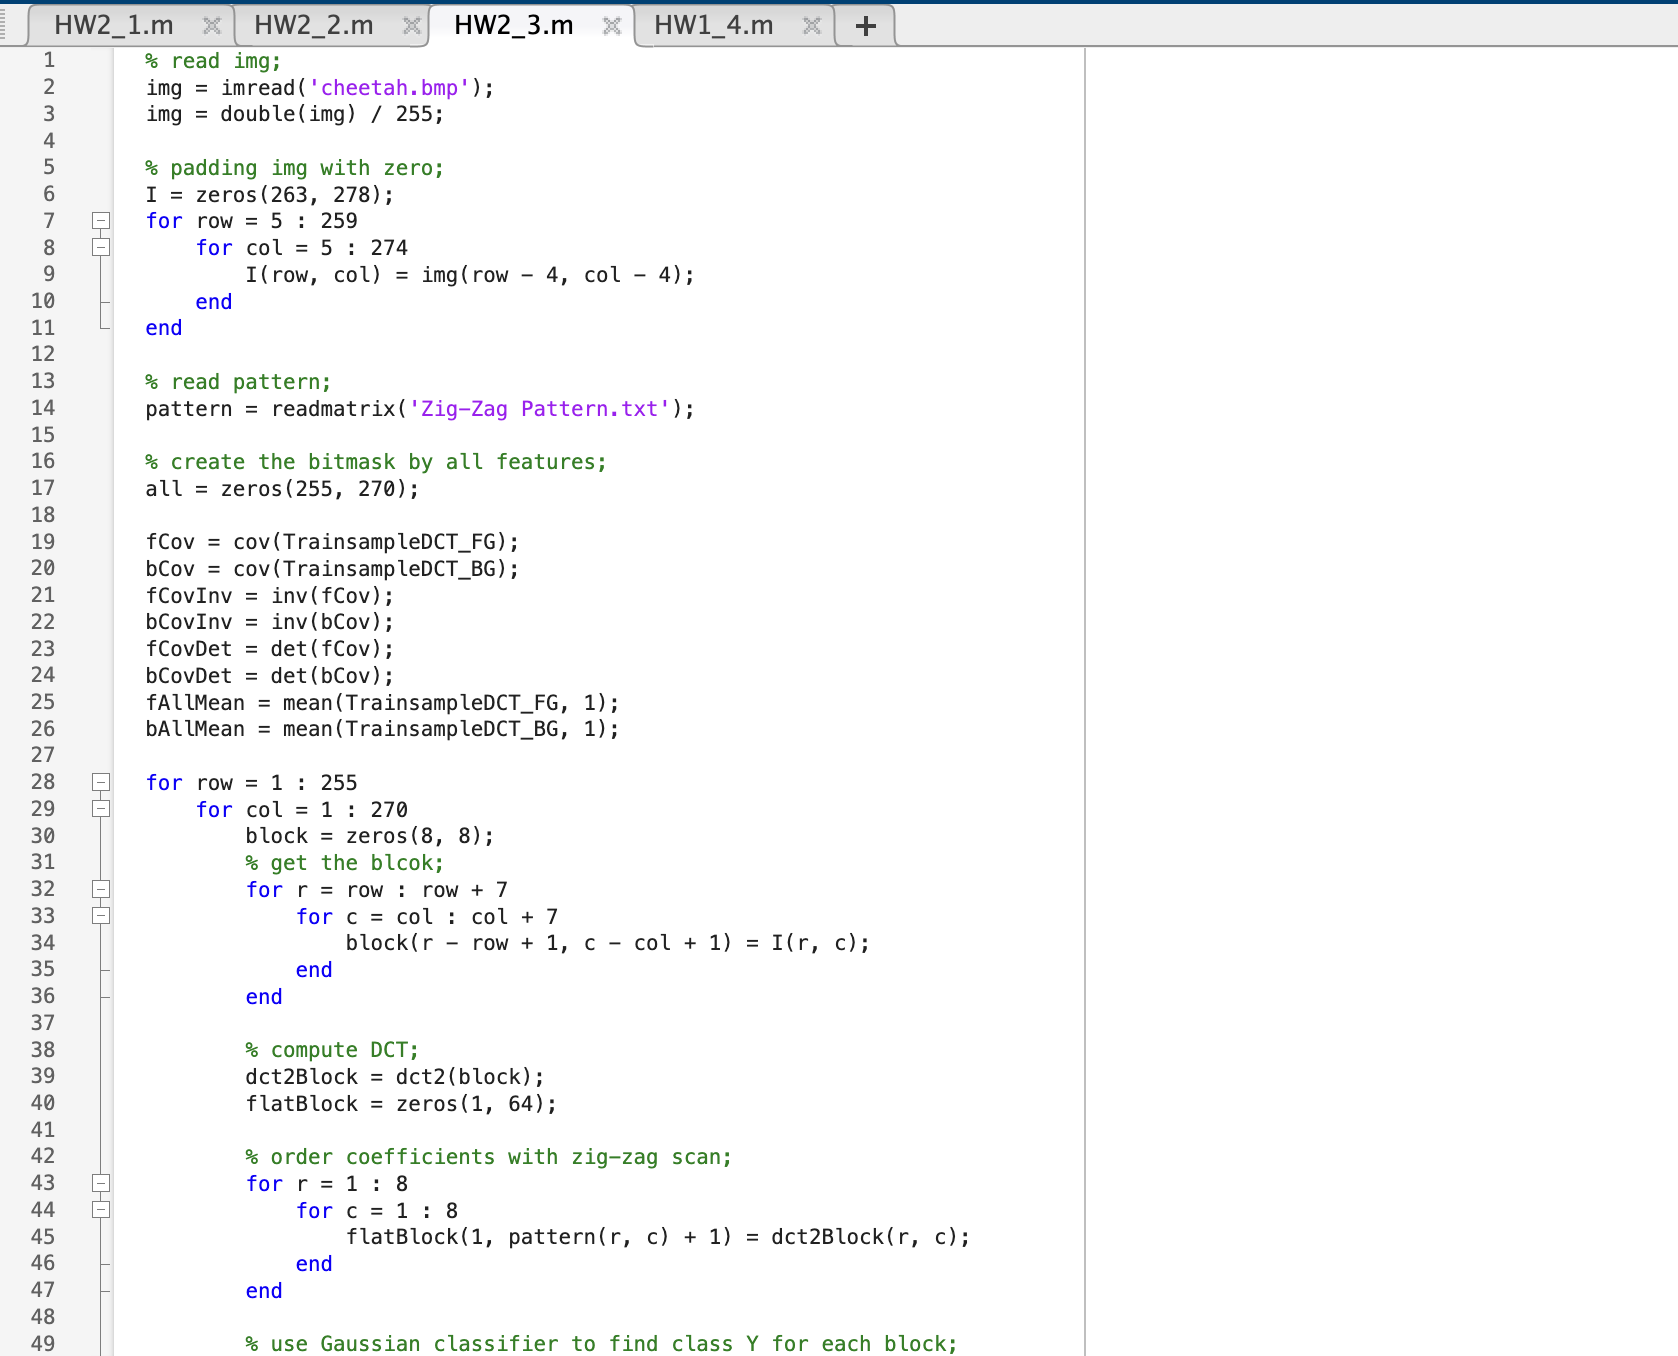 HW2_1.m HW2_2.m HW2_3.m HW1_4.m +
1 % read img;
2 img = imread('cheetah.bmp');
3 img = double(img) / 255;
4
5 % padding img with zero;
6 I = zeros(263, 278);
7 for row = 5 : 259
8 for col = 5 : 274
9 I(row, col) = img(row - 4, col - 4);
10 end
11 end
12
13 % read pattern;
14 pattern = readmatrix('Zig-Zag Pattern.txt');
15
16 % create the bitmask by all features;
17 all = zeros(255, 270);
18
19 fCov = cov(TrainsampleDCT_FG);
20 bCov = cov(TrainsampleDCT_BG);
21 fCovInv = inv(fCov);
22 bCovInv = inv(bCov);
23 fCovDet = det(fCov);
24 bCovDet = det(bCov);
25 fAllMean = mean(TrainsampleDCT_FG, 1);
26 bAllMean = mean(TrainsampleDCT_BG, 1);
27
28 for row = 1 : 255
29 for col = 1 : 270
30 block = zeros(8, 8);
31 % get the blcok;
32 for r = row : row + 7
33 for c = col : col + 7
34 block(r - row + 1, c - col + 1) = I(r, c);
35 end
36 end
37
38 % compute DCT;
39 dct2Block = dct2(block);
40 flatBlock = zeros(1, 64);
41
42 % order coefficients with zig-zag scan;
43 for r = 1 : 8
44 for c = 1 : 8
45 flatBlock(1, pattern(r, c) + 1) = dct2Block(r, c);
46 end
47 end
48
49 % use Gaussian classifier to find class Y for each block;